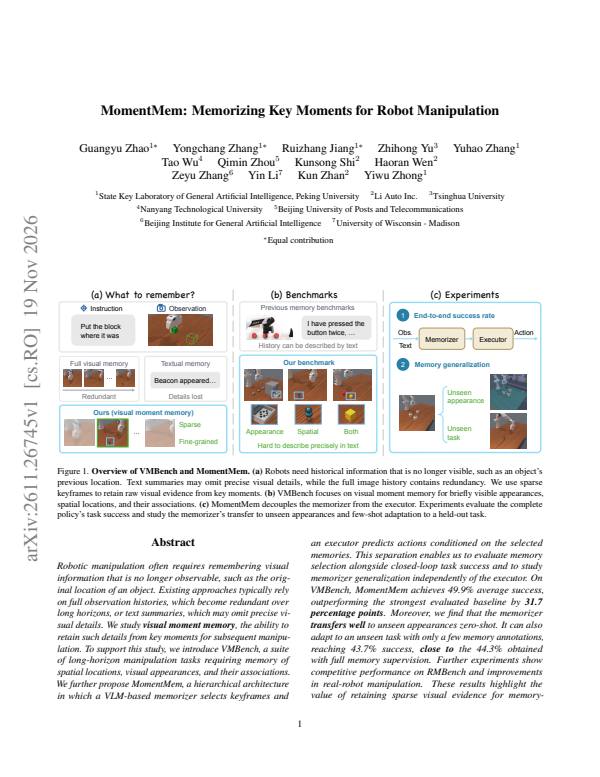 MomentMem: Memorizing Key Moments for Robot Manipulation
Guangyu Zhao1* Yongchang Zhang1* Ruizhang Jiang1* Zhihong Yu3 Yuhao Zhang1
Tao Wu4 Qimin Zhou5 Kunsong Shi2 Haoran Wen2
Zeyu Zhang6 Yin Li7 Kun Zhan2 Yiwu Zhong1
1State Key Laboratory of General Artificial Intelligence, Peking University 2Li Auto Inc. 3Tsinghua University
4Nanyang Technological University 5Beijing University of Posts and Telecommunications
6Beijing Institute for General Artificial Intelligence 7University of Wisconsin - Madison
*Equal contribution
arXiv:2611.26745v1 [cs.RO] 19 Nov 2026
(a) What to remember?
Instruction
Observation
Put the block
where it was
Full visual memory
...
Redundant
Textual memory
Beacon appeared...
Details lost
Ours (visual moment memory)
...
Sparse
Fine-grained
(b) Benchmarks
Previous memory benchmarks
I have pressed the
button twice, ...
History can be described by text
Our benchmark
Appearance Spatial Both
Hard to describe precisely in text
(c) Experiments
1 End-to-end success rate
Obs.
Text
Memorizer
Executor
Action
2 Memory generalization
Unseen
appearance
Unseen
task
Figure 1. Overview of VMBench and MomentMem. (a) Robots need historical information that is no longer visible, such as an object's
previous location. Text summaries may omit precise visual details, while the full image history contains redundancy. We use sparse
keyframes to retain raw visual evidence from key moments. (b) VMBench focuses on visual moment memory for briefly visible appearances,
spatial locations, and their associations. (c) MomentMem decouples the memorizer from the executor. Experiments evaluate the complete
policy's task success and study the memorizer's transfer to unseen appearances and few-shot adaptation to a held-out task.
Abstract
Robotic manipulation often requires remembering visual
information that is no longer observable, such as the orig-
inal location of an object. Existing approaches typically rely
on full observation histories, which become redundant over
long horizons, or text summaries, which may omit precise vi-
sual details. We study visual moment memory, the ability to
retain such details from key moments for subsequent manipu-
lation. To support this study, we introduce VMBench, a suite
of long-horizon manipulation tasks requiring memory of
spatial locations, visual appearances, and their associations.
We further propose MomentMem, a hierarchical architecture
in which a VLM-based memorizer selects keyframes and
an executor predicts actions conditioned on the selected
memories. This separation enables us to evaluate memory
selection alongside closed-loop task success and to study
memorizer generalization independently of the executor. On
VMBench, MomentMem achieves 49.9% average success,
outperforming the strongest evaluated baseline by 31.7
percentage points. Moreover, we find that the memorizer
transfers well to unseen appearances zero-shot. It can also
adapt to an unseen task with only a few memory annotations,
reaching 43.7% success, close to the 44.3% obtained
with full memory supervision. Further experiments show
competitive performance on RMBench and improvements
in real-robot manipulation. These results highlight the
value of retaining sparse visual evidence for memory-
1